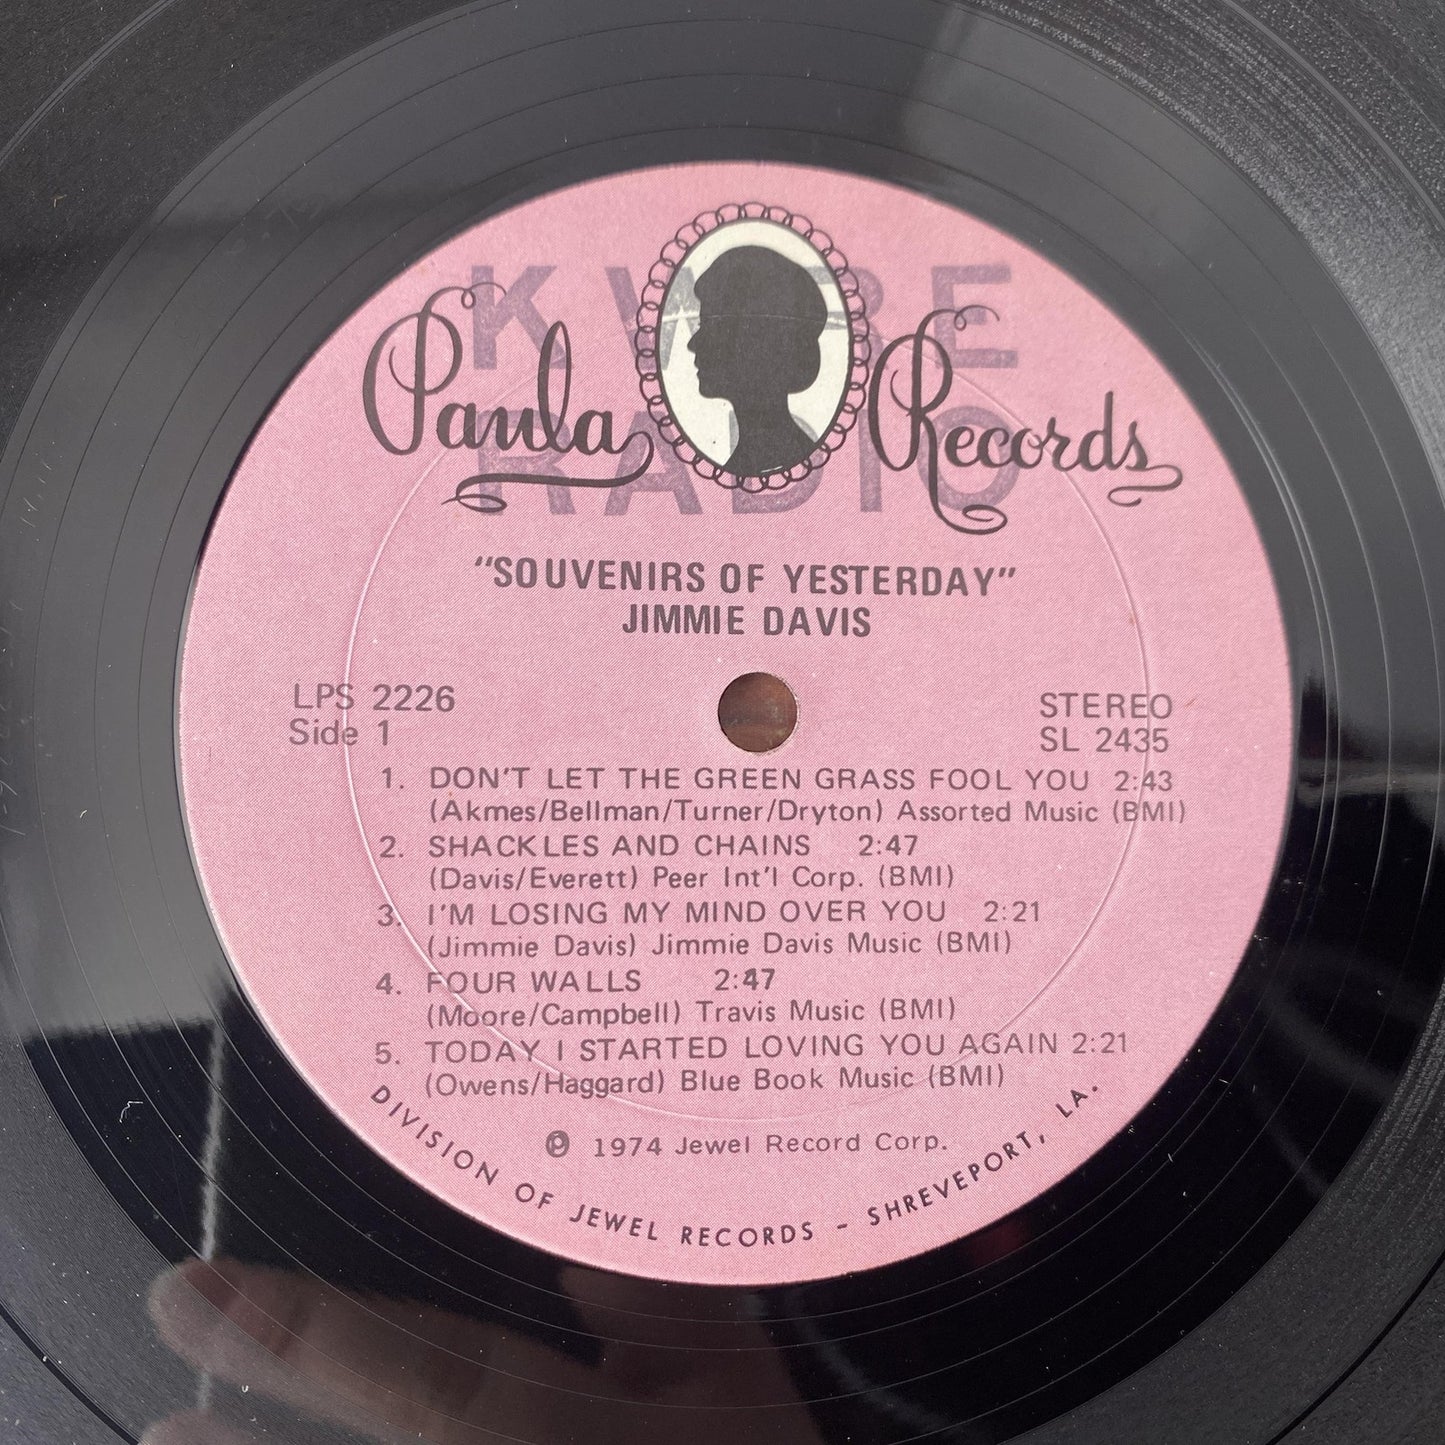 KWRE
RADIO
Paula Records
"SOUVENIRS OF YESTERDAY"
JIMMIE DAVIS
LPS 2226
Side 1
STEREO
SL 2435
1. DON'T LET THE GREEN GRASS FOOL YOU 2:43
(Akmes/Bellman/Turner/Dryton) Assorted Music (BMI)
2. SHACKLES AND CHAINS 2:47
(Davis/Everett) Peer Int'l Corp. (BMI)
3. I'M LOSING MY MIND OVER YOU 2:21
(Jimmie Davis) Jimmie Davis Music (BMI)
4. FOUR WALLS 2:47
(Moore/Campbell) Travis Music (BMI)
5. TODAY I STARTED LOVING YOU AGAIN 2:21
(Owens/Haggard) Blue Book Music (BMI)
℗ 1974 Jewel Record Corp.
DIVISION OF JEWEL RECORDS - SHREVEPORT, LA.